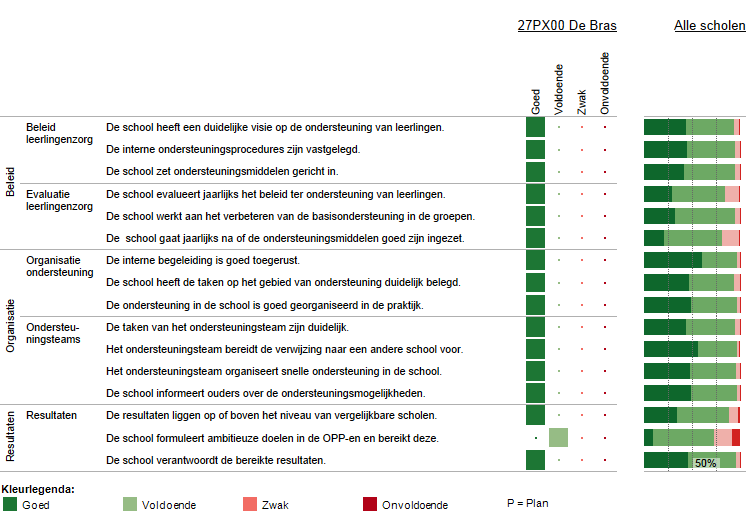 27PX00 De Bras
Alle scholen
Goed
Voldoende
Zwak
Onvoldoende
Beleid
Beleid
leerlingenzorg
De school heeft een duidelijke visie op de ondersteuning van leerlingen.
De interne ondersteuningsprocedures zijn vastgelegd.
De school zet ondersteuningsmiddelen gericht in.
Evaluatie
leerlingenzorg
De school evalueert jaarlijks het beleid ter ondersteuning van leerlingen.
De school werkt aan het verbeteren van de basisondersteuning in de groepen.
De  school gaat jaarlijks na of de ondersteuningsmiddelen goed zijn ingezet.
Organisatie
Organisatie
ondersteuning
De interne begeleiding is goed toegerust.
De school heeft de taken op het gebied van ondersteuning duidelijk belegd.
De ondersteuning in de school is goed georganiseerd in de praktijk.
Ondersteu-
ningsteams
De taken van het ondersteuningsteam zijn duidelijk.
Het ondersteuningsteam bereidt de verwijzing naar een andere school voor.
Het ondersteuningsteam organiseert snelle ondersteuning in de school.
De school informeert ouders over de ondersteuningsmogelijkheden.
Resultaten
Resultaten
De resultaten liggen op of boven het niveau van vergelijkbare scholen.
De school formuleert ambitieuze doelen in de OPP-en en bereikt deze.
De school verantwoordt de bereikte resultaten.
50%
Kleurlegenda:
Goed
Voldoende
Zwak
Onvoldoende
P = Plan